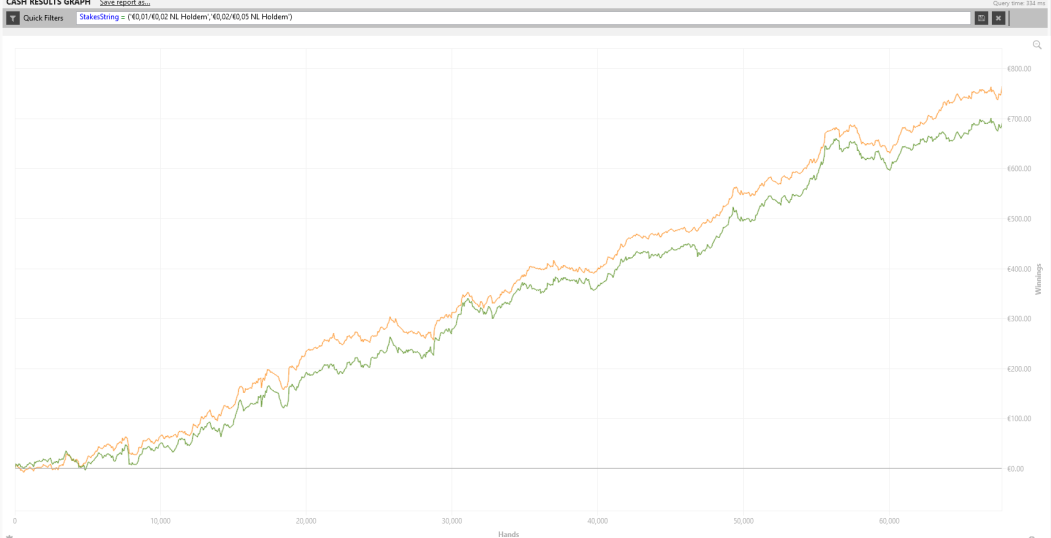 CASH RESULTS GRAPH Save report as...
Query time: 334 ms
Quick Filters StakesString = ('€0,01/€0,02 NL Holdem','€0,02/€0,05 NL Holdem')
€800.00
€700.00
€600.00
€500.00
€400.00
€300.00
€200.00
€100.00
€0.00
Winnings
0 10,000 20,000 30,000 40,000 50,000 60,000
Hands